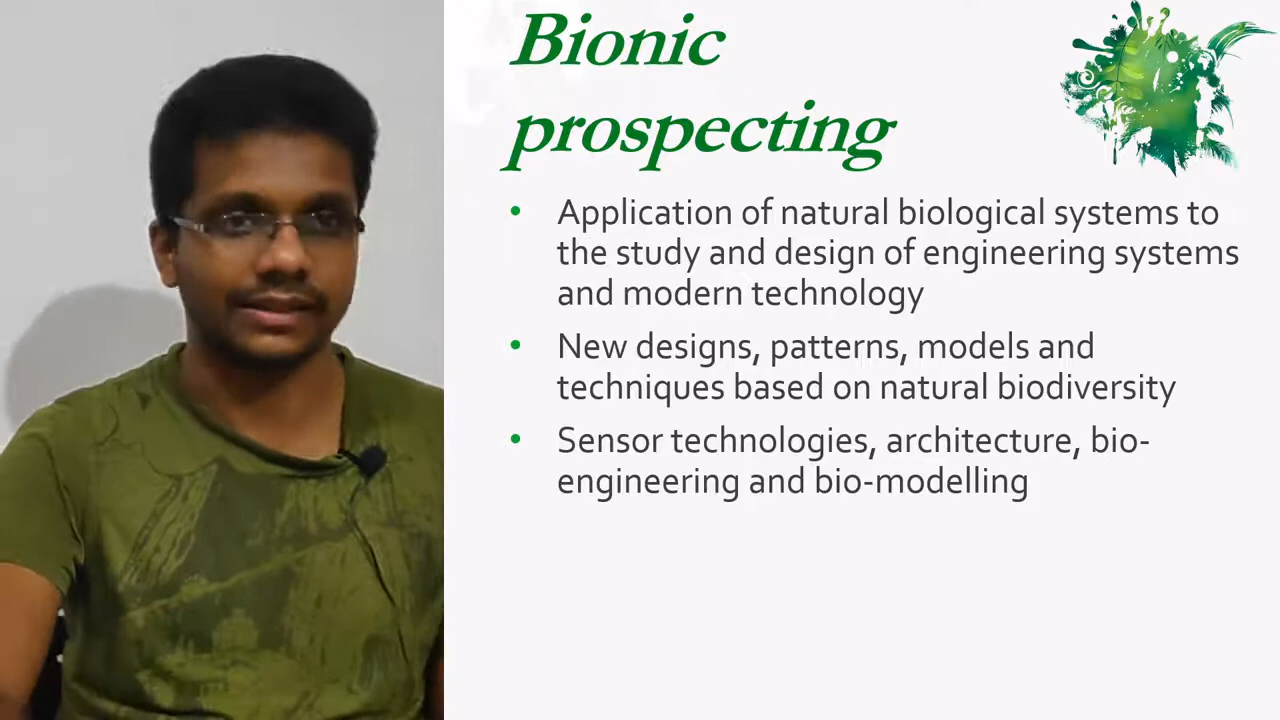 Bionic
prospecting
• Application of natural biological systems to
the study and design of engineering systems
and modern technology
• New designs, patterns, models and
techniques based on natural biodiversity
• Sensor technologies, architecture, bio-
engineering and bio-modelling